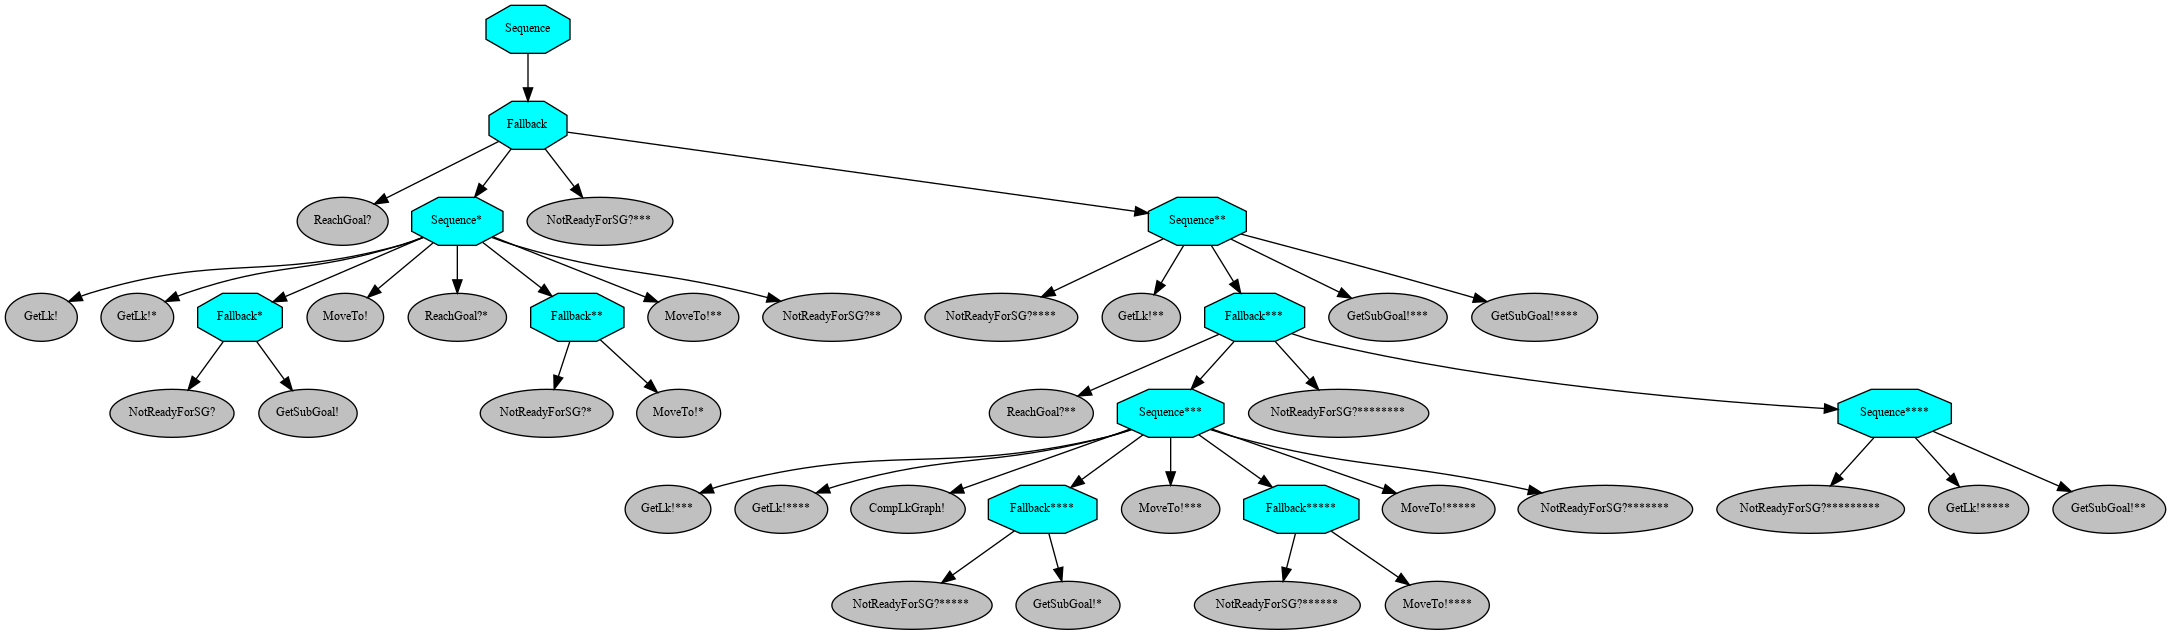 Sequence
Fallback
ReachGoal?
Sequence*
NotReadyForSG?***
Sequence**
GetLk!
GetLk!*
Fallback*
MoveTo!
ReachGoal?*
Fallback**
MoveTo!**
NotReadyForSG?**
NotReadyForSG?****
GetLk!**
Fallback***
GetSubGoal!***
GetSubGoal!****
NotReadyForSG?
GetSubGoal!
NotReadyForSG?*
MoveTo!*
ReachGoal?**
Sequence***
NotReadyForSG?********
Sequence****
GetLk!***
GetLk!****
CompLkGraph!
Fallback****
MoveTo!***
Fallback*****
MoveTo!*****
NotReadyForSG?*******
NotReadyForSG?*********
GetLk!*****
GetSubGoal!**
NotReadyForSG?*****
GetSubGoal!*
NotReadyForSG?******
MoveTo!****